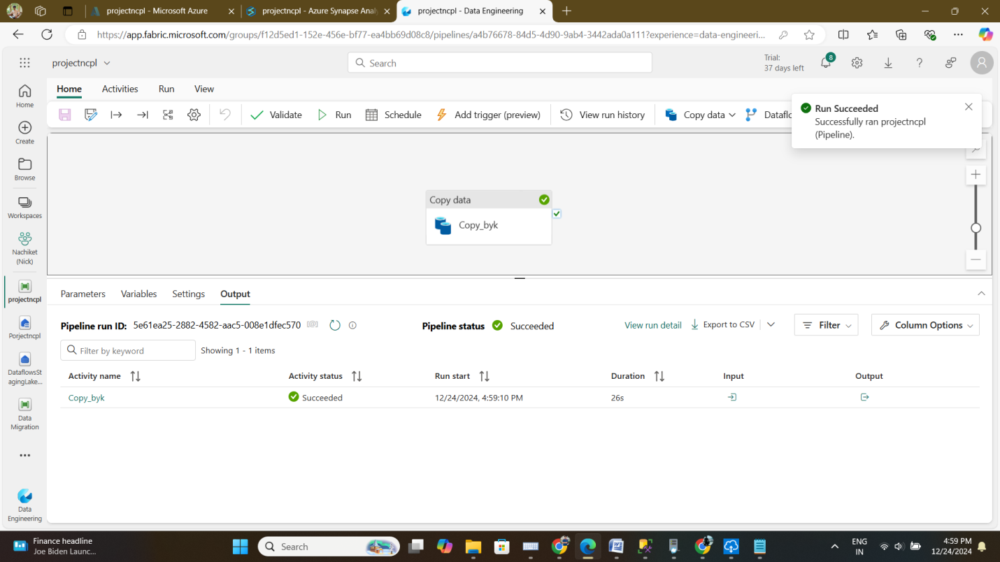 projectncpl - Microsoft Azure
projectncpl - Azure Synapse Anal
projectncpl - Data Engineering
https://app.fabric.microsoft.com/groups/f12d5ed1-152e-456e-bf77-ea4bb69d08c8/pipelines/a4b76678-84d5-4d90-9ab4-3442ada0a111?experience=data-engineeri...
projectncpl
Search
Trial:
37 days left
8
Home Activities Run View
Validate Run Schedule Add trigger (preview) View run history Copy data Dataflo
Run Succeeded
Successfully ran projectncpl
(Pipeline).
Home
Create
Browse
Workspaces
Nachiket
(Nick)
projectncpl
Porjectncpl
DataflowsSt
agingLake...
Data
Migration
Data
Engineering
Copy data
Copy_byk
Parameters Variables Settings Output
Pipeline run ID: 5e61ea25-2882-4582-aac5-008e1dfec570 Pipeline status Succeeded View run detail Export to CSV Filter Column Options
Filter by keyword Showing 1 - 1 items
Activity name Activity status Run start Duration Input Output
Copy_byk Succeeded 12/24/2024, 4:59:10 PM 26s
Finance headline
Joe Biden Launc...
Search
ENG
IN
4:59 PM
12/24/2024